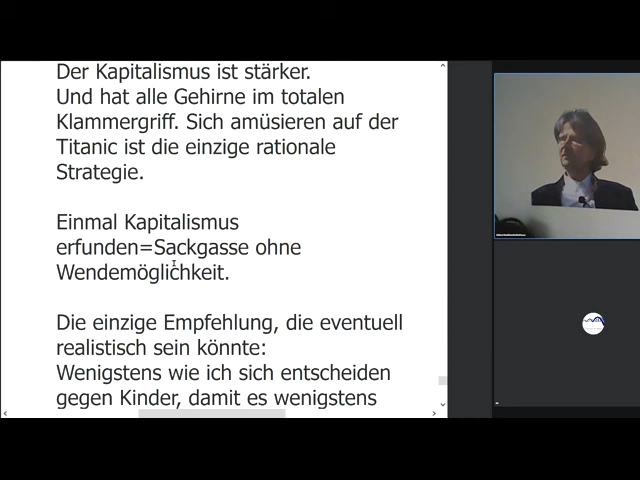 Der Kapitalismus ist stärker.
Und hat alle Gehirne im totalen
Klammergriff. Sich amüsieren auf der
Titanic ist die einzige rationale
Strategie.
Einmal Kapitalismus
erfunden=Sackgasse ohne
Wendemöglichkeit.
Die einzige Empfehlung, die eventuell
realistisch sein könnte:
Wenigstens wie ich sich entscheiden
gegen Kinder, damit es wenigstens